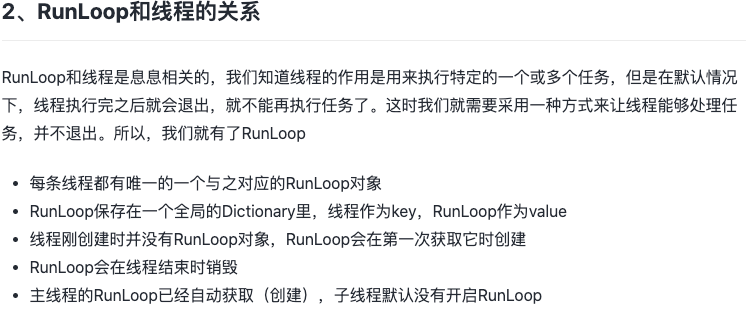 2、RunLoop和线程的关系
RunLoop和线程是息息相关的，我们知道线程的作用是用来执行特定的一个或多个任务，但是在默认情况
下，线程执行完之后就会退出，就不能再执行任务了。这时我们就需要采用一种方式来让线程能够处理任
务，并不退出。所以，我们就有了RunLoop
• 每条线程都有唯一的一个与之对应的RunLoop对象
• RunLoop保存在一个全局的Dictionary里，线程作为key，RunLoop作为value
• 线程刚创建时并没有RunLoop对象，RunLoop会在第一次获取它时创建
• RunLoop会在线程结束时销毁
• 主线程的RunLoop已经自动获取（创建），子线程默认没有开启RunLoop